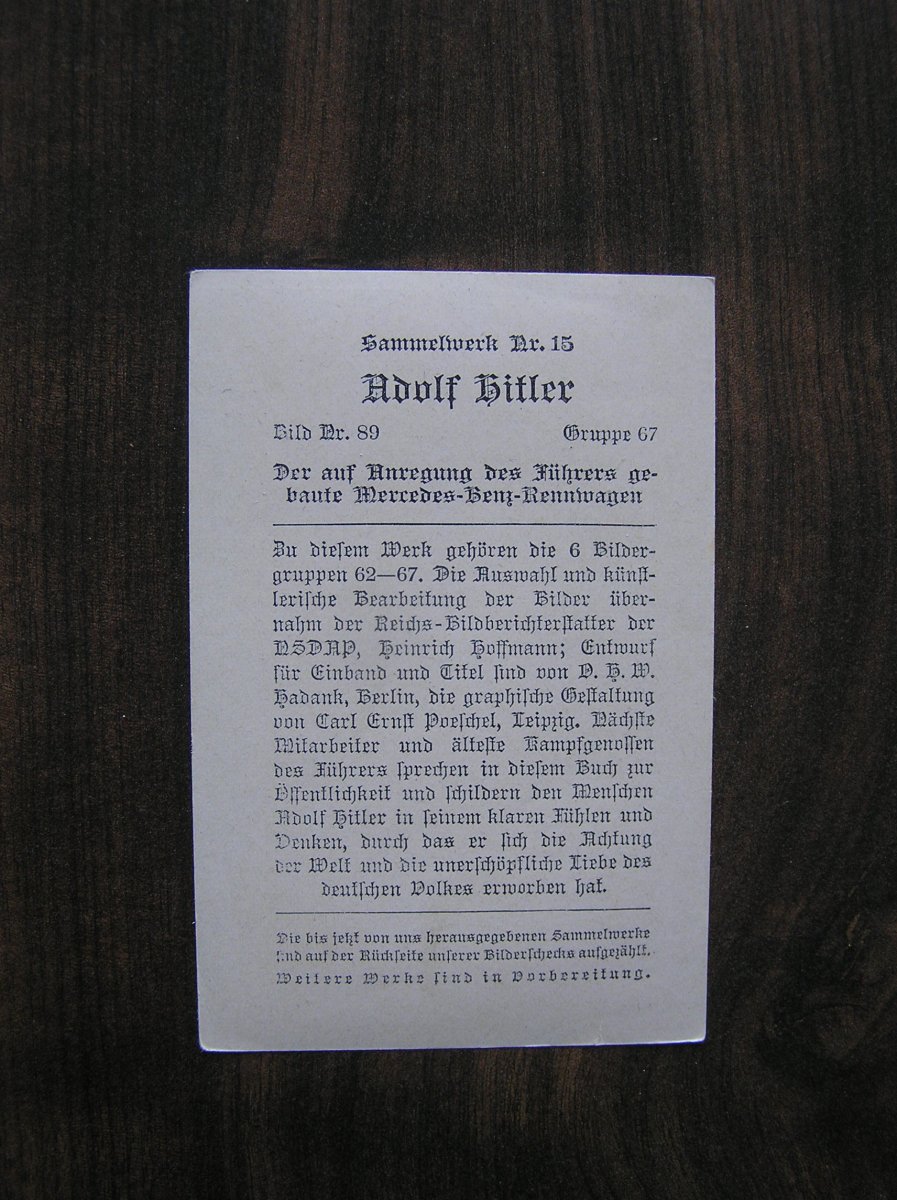 Sammelwerk Nr. 15
Adolf Hitler
Bild Nr. 89 Gruppe 67
Der auf Anregung des Führers ge-
baute Mercedes-Benz-Rennwagen
Zu diesem Werk gehören die 6 Bilder-
gruppen 62—67. Die Auswahl und künst-
lerische Bearbeitung der Bilder über-
nahm der Reichs-Bildberichterstatter der
NSDAP, Heinrich Hoffmann; Entwurf
für Einband und Titel sind von O. H. W.
Hadank, Berlin, die graphische Gestaltung
von Carl Ernst Poeschel, Leipzig. Nächste
Mitarbeiter und älteste Kampfgenossen
des Führers sprechen in diesem Buch zur
Öffentlichkeit und schildern den Menschen
Adolf Hitler in seinem klaren Fühlen und
Denken, durch das er sich die Achtung
der Welt und die unerschöpfliche Liebe des
deutschen Volkes erworben hat.
Die bis jetzt von uns herausgegebenen Sammelwerke
sind auf der Rückseite unserer Bilderschecks aufgezählt.
Weitere Werke sind in Vorbereitung.